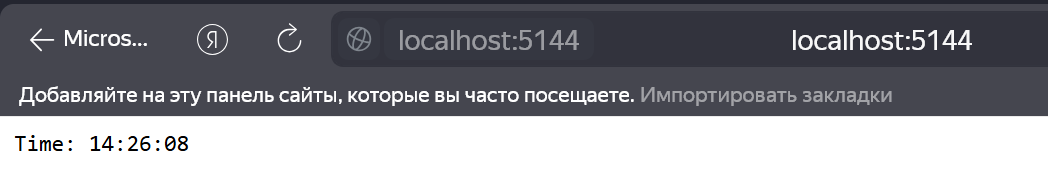 Micros... Я localhost:5144 localhost:5144
Добавляйте на эту панель сайты, которые вы часто посещаете. Импортировать закладки
Time: 14:26:08